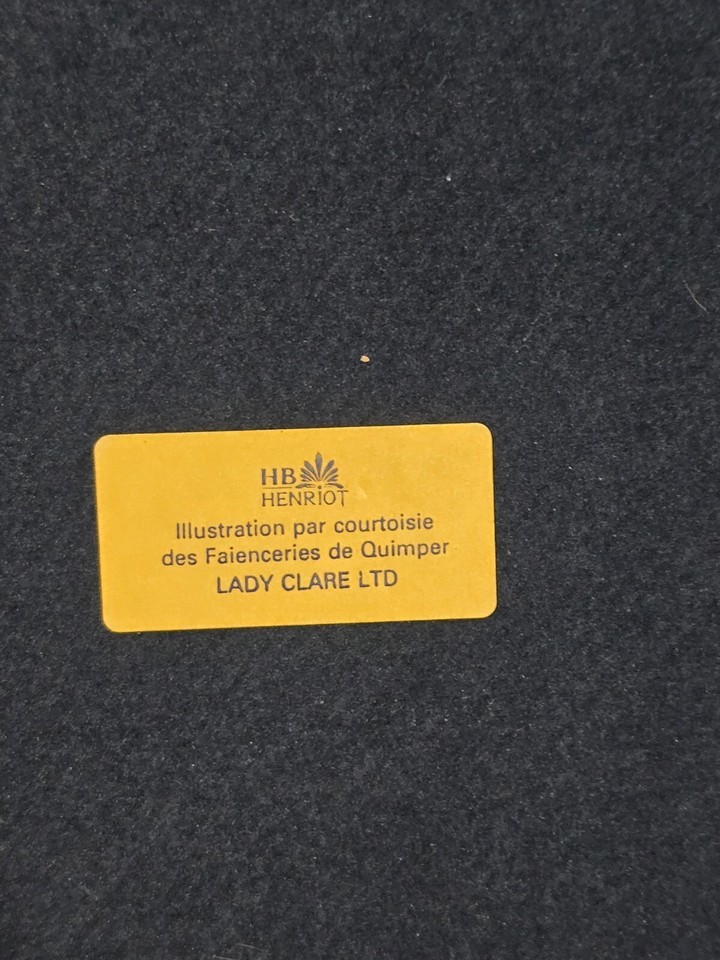 HB
HENRIOT
Illustration par courtoisie
des Faienceries de Quimper
LADY CLARE LTD